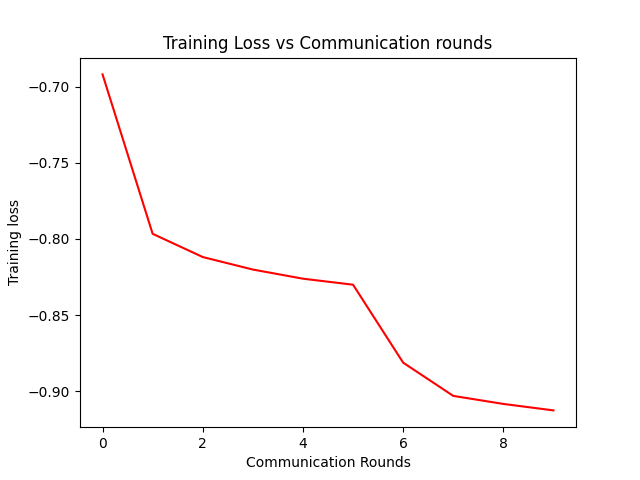 Training Loss vs Communication rounds
−0.70
−0.75
−0.80
−0.85
−0.90
Training loss
0 2 4 6 8
Communication Rounds